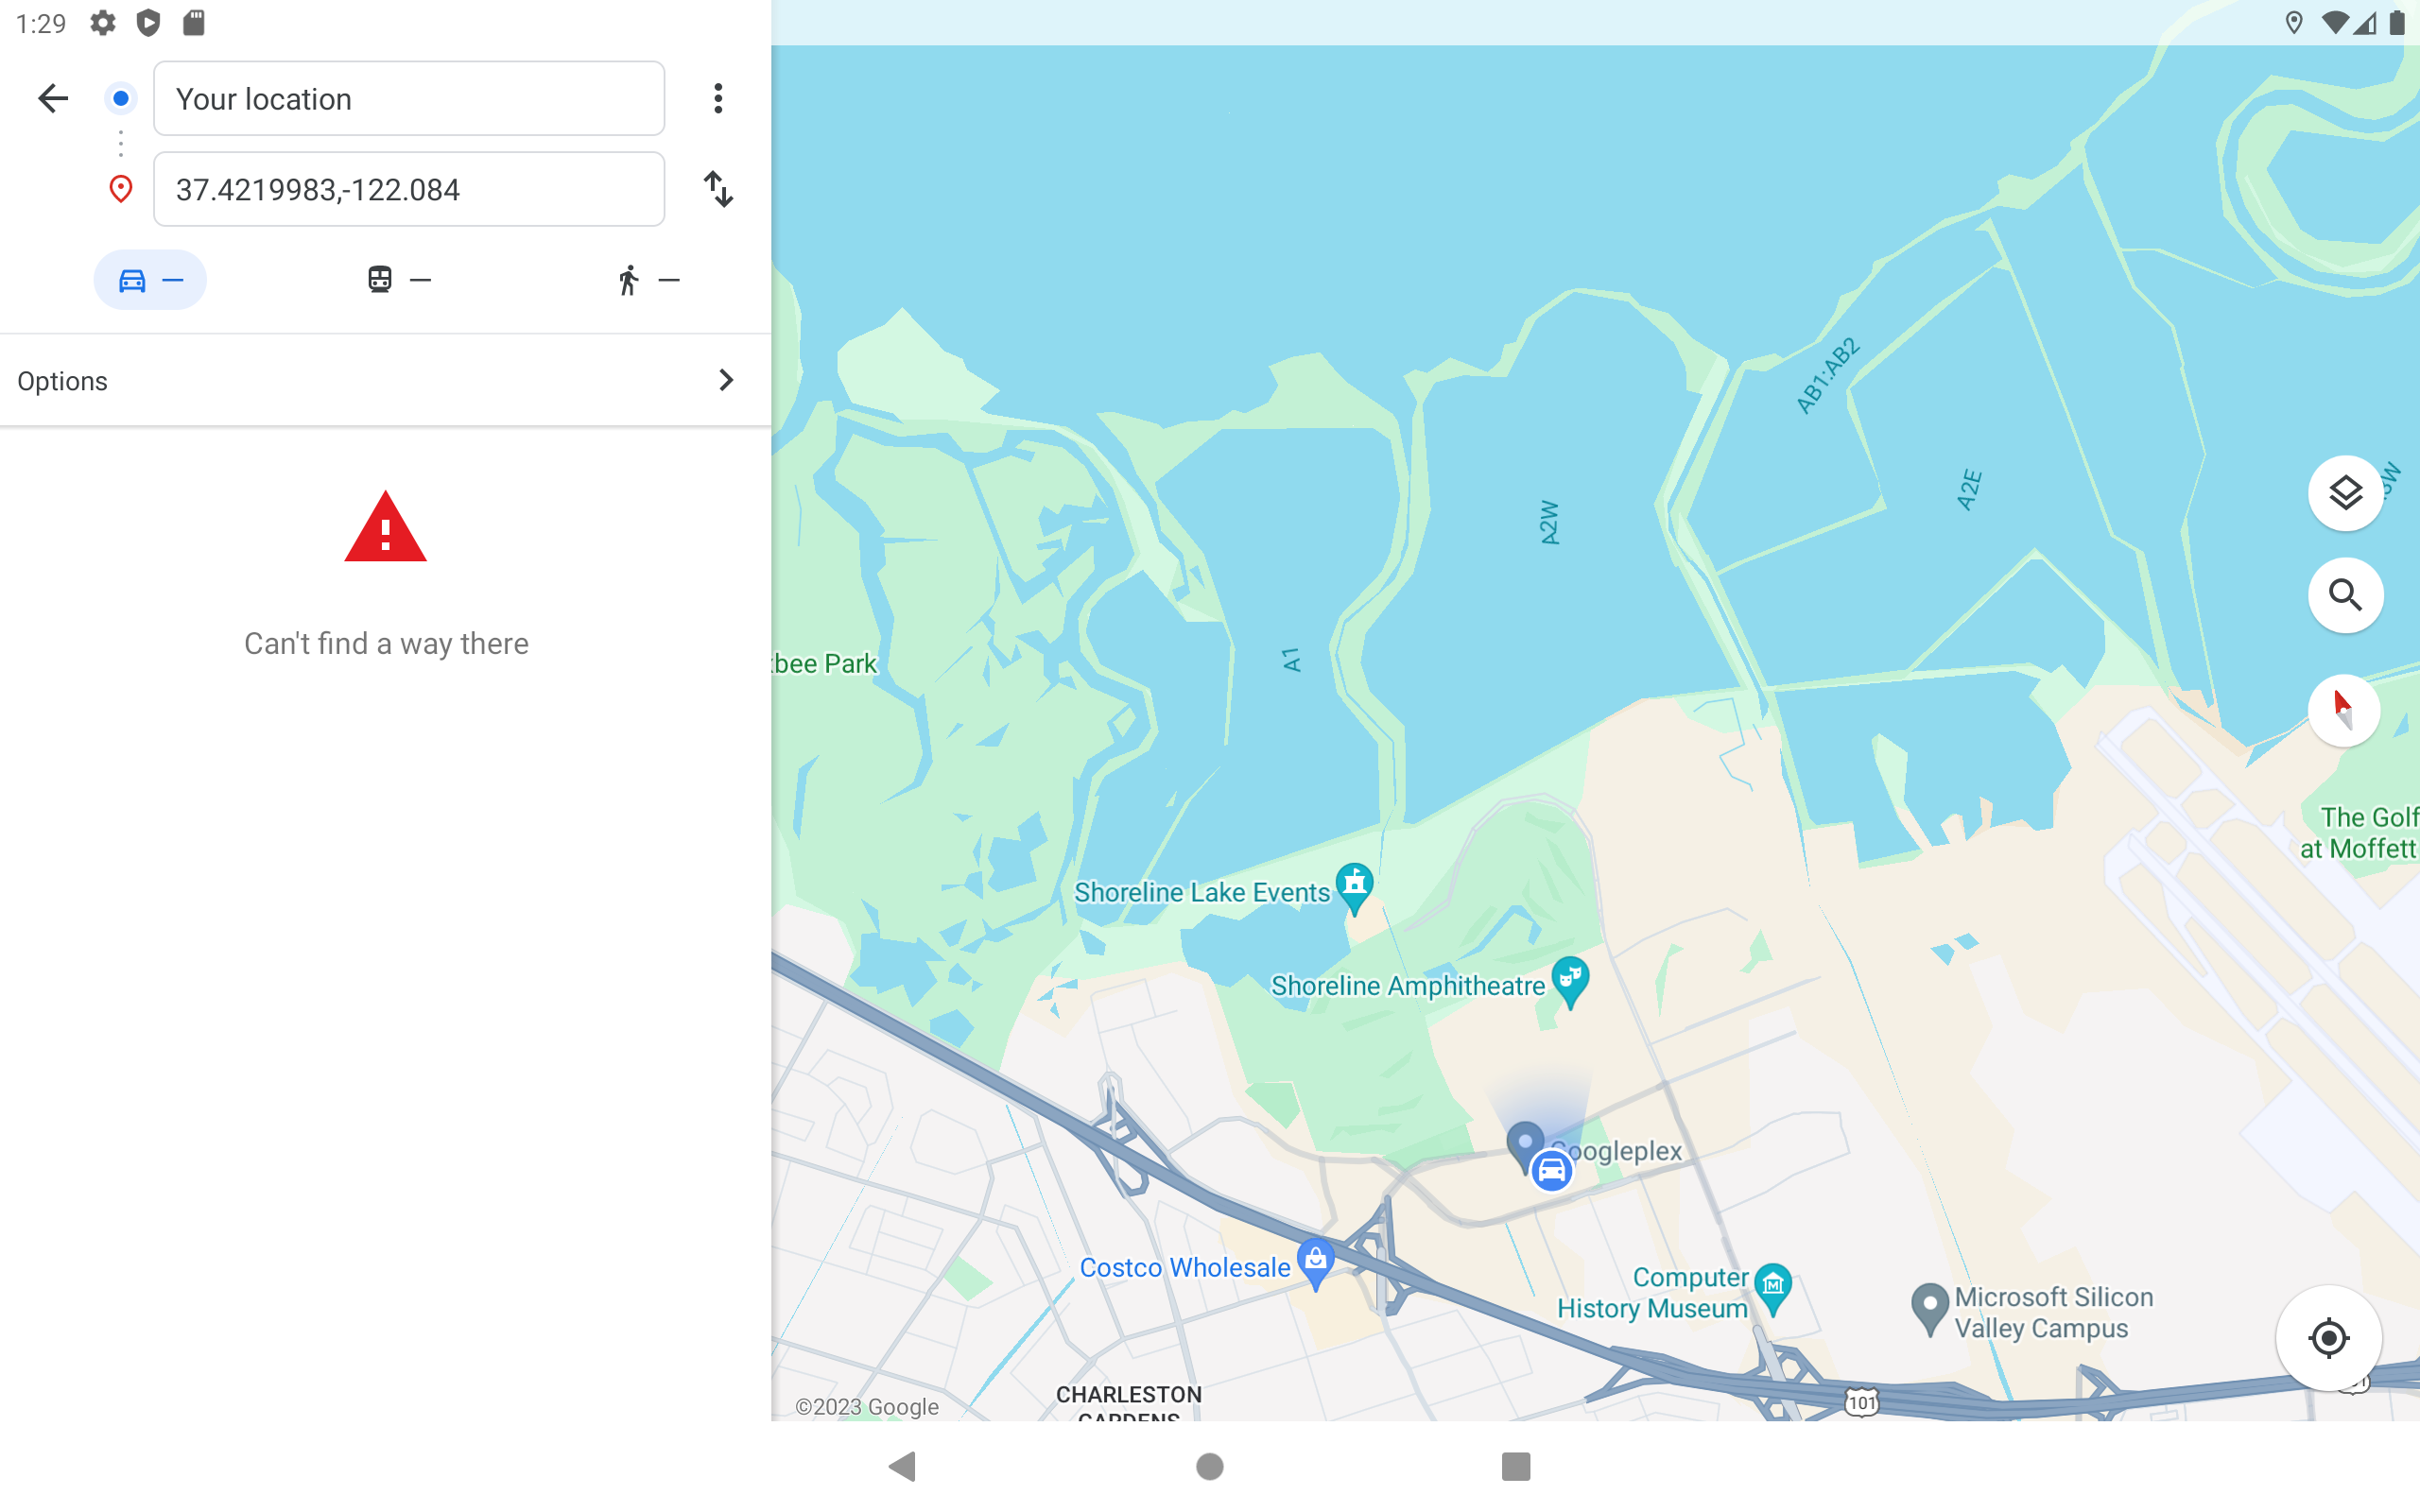 1:29
Your location
37.4219983,-122.084
—
—
—
Options
Can't find a way there
AB1:AB2
A2E
A2W
A1
bee Park
The Golf
at Moffett
Shoreline Lake Events
Shoreline Amphitheatre
oogleplex
Costco Wholesale
Computer
History Museum
Microsoft Silicon
Valley Campus
CHARLESTON
GARDENS
101
©2023 Google